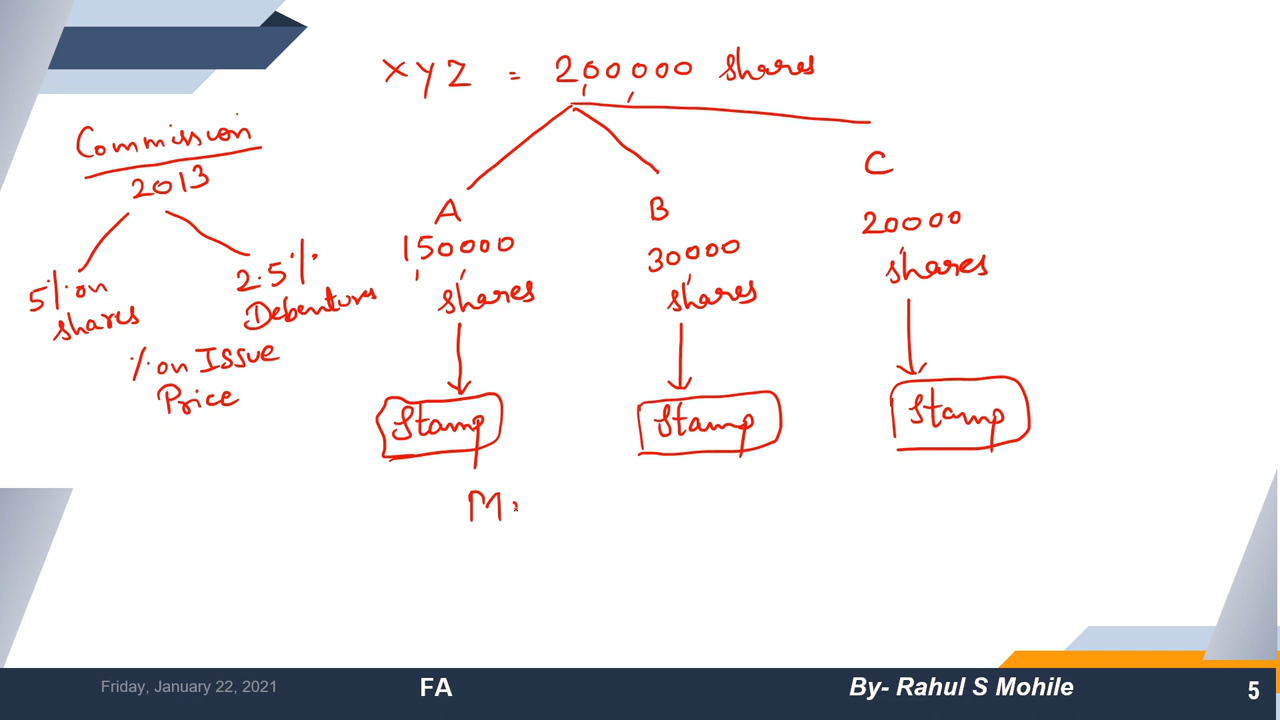 XYZ = 200000 shares
Commission
2013
5% on
shares
2.5%
Debentures
% on Issue
Price
A
150000
shares
Stamp
M
B
30000
shares
Stamp
C
20000
shares
Stamp
Friday, January 22, 2021
FA
By- Rahul S Mohile
5